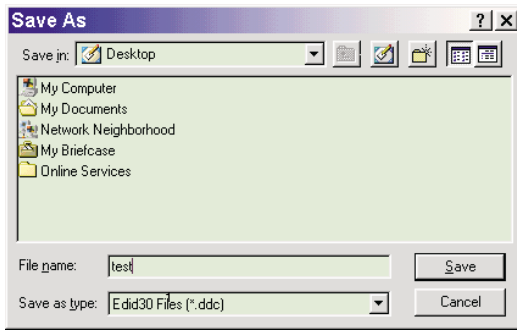 Save As
Save in: Desktop
My Computer
My Documents
Network Neighborhood
My Briefcase
Online Services
File name: test Save
Save as type: Edid30 Files (*.ddc) Cancel